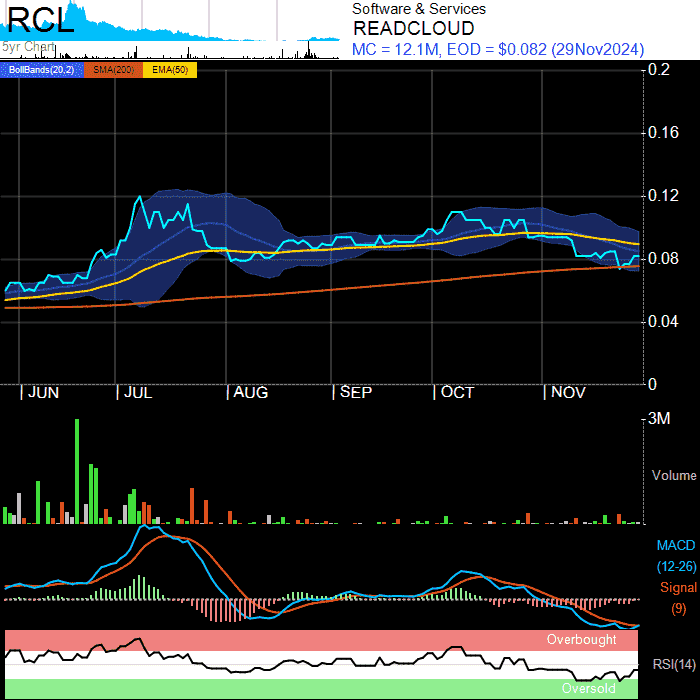 RCL
Software & Services
READCLOUD
5yr Chart
MC = 12.1M, EOD = $0.082 (29Nov2024)
BollBands(20,2) SMA(200) EMA(50)
0.2
0.16
0.12
0.08
0.04
0
JUN JUL AUG SEP OCT NOV
3M
Volume
MACD
(12-26)
Signal
(9)
Overbought
RSI(14)
Oversold